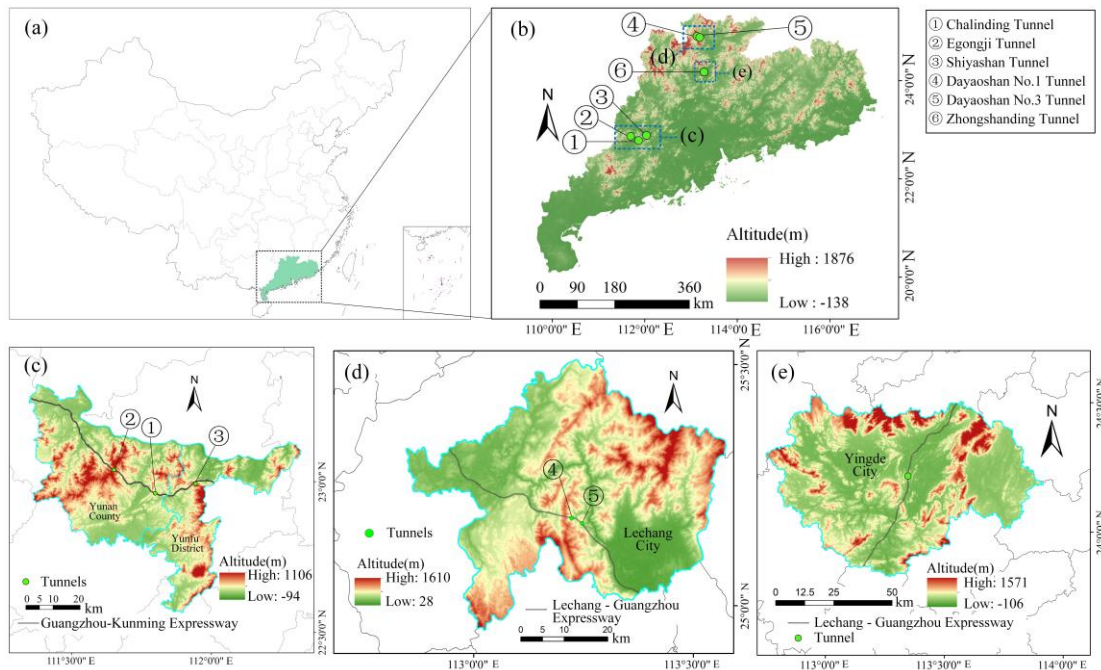 (a)
(b)
④
⑤
(d)
⑥
(e)
③
②
①
(c)
N
24°0'0" N
22°0'0" N
20°0'0" N
Altitude(m)
High : 1876
Low : -138
0 90 180 360
km
110°0'0" E 112°0'0" E 114°0'0" E 116°0'0" E
① Chalinding Tunnel
② Egongji Tunnel
③ Shiyashan Tunnel
④ Dayaoshan No.1 Tunnel
⑤ Dayaoshan No.3 Tunnel
⑥ Zhongshanding Tunnel
(c)
N
② ① ③
Yunan
County
Yunfu
District
23°0'0" N
22°30'0" N
Tunnels
0 5 10 20
km
Altitude(m)
High: 1106
Low: -94
Guangzhou-Kunming Expressway
111°30'0" E 112°0'0" E
(d)
N
25°30'0" N
25°0'0" N
④
⑤
Lechang
City
Tunnels
Altitude(m)
High: 1610
Low: 28
Lechang - Guangzhou
Expressway
0 5 10 20
km
113°0'0" E 113°30'0" E
(e)
N
24°30'0" N
24°0'0" N
Yingde
City
0 12.5 25 50
km
Altitude(m)
High: 1571
Low: -106
Lechang - Guangzhou Expressway
Tunnel
113°0'0" E 113°30'0" E 114°0'0" E